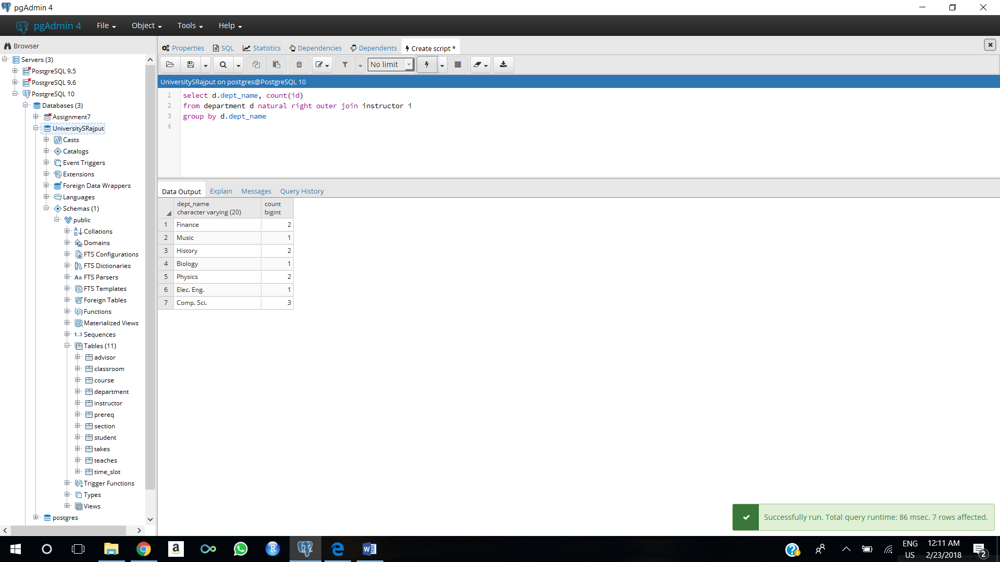 pgAdmin 4
pgAdmin 4 File Object Tools Help
Browser
Servers (3)
PostgreSQL 9.5
PostgreSQL 9.6
PostgreSQL 10
Databases (3)
Assignment7
UniversitySRajput
Casts
Catalogs
Event Triggers
Extensions
Foreign Data Wrappers
Languages
Schemas (1)
public
Collations
Domains
FTS Configurations
FTS Dictionaries
Aa FTS Parsers
FTS Templates
Foreign Tables
Functions
Materialized Views
1..3 Sequences
Tables (11)
advisor
classroom
course
department
instructor
prereq
section
student
takes
teaches
time_slot
Trigger Functions
Types
Views
postgres
Properties SQL Statistics Dependencies Dependents Create script *
No limit
UniversitySRajput on postgres@PostgreSQL 10
1 select d.dept_name, count(id)
2 from department d natural right outer join instructor i
3 group by d.dept_name
4
Data Output Explain Messages Query History
dept_name count
character varying (20) bigint
1 Finance 2
2 Music 1
3 History 2
4 Biology 1
5 Physics 2
6 Elec. Eng. 1
7 Comp. Sci. 3
Successfully run. Total query runtime: 86 msec. 7 rows affected.
ENG 12:11 AM
US 2/23/2018 2